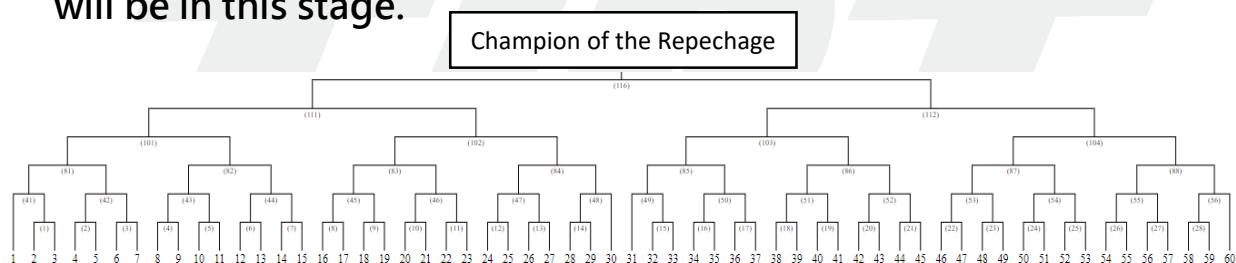 will be in this stage.
Champion of the Repechage
(116)
(111) (112)
(101) (102) (103) (104)
(81) (82) (83) (84) (85) (86) (87) (88)
(41) (42) (43) (44) (45) (46) (47) (48) (49) (50) (51) (52) (53) (54) (55) (56)
(1) (2) (3) (4) (5) (6) (7) (8) (9) (10) (11) (12) (13) (14) (15) (16) (17) (18) (19) (20) (21) (22) (23) (24) (25) (26) (27) (28)
1 2 3 4 5 6 7 8 9 10 11 12 13 14 15 16 17 18 19 20 21 22 23 24 25 26 27 28 29 30 31 32 33 34 35 36 37 38 39 40 41 42 43 44 45 46 47 48 49 50 51 52 53 54 55 56 57 58 59 60